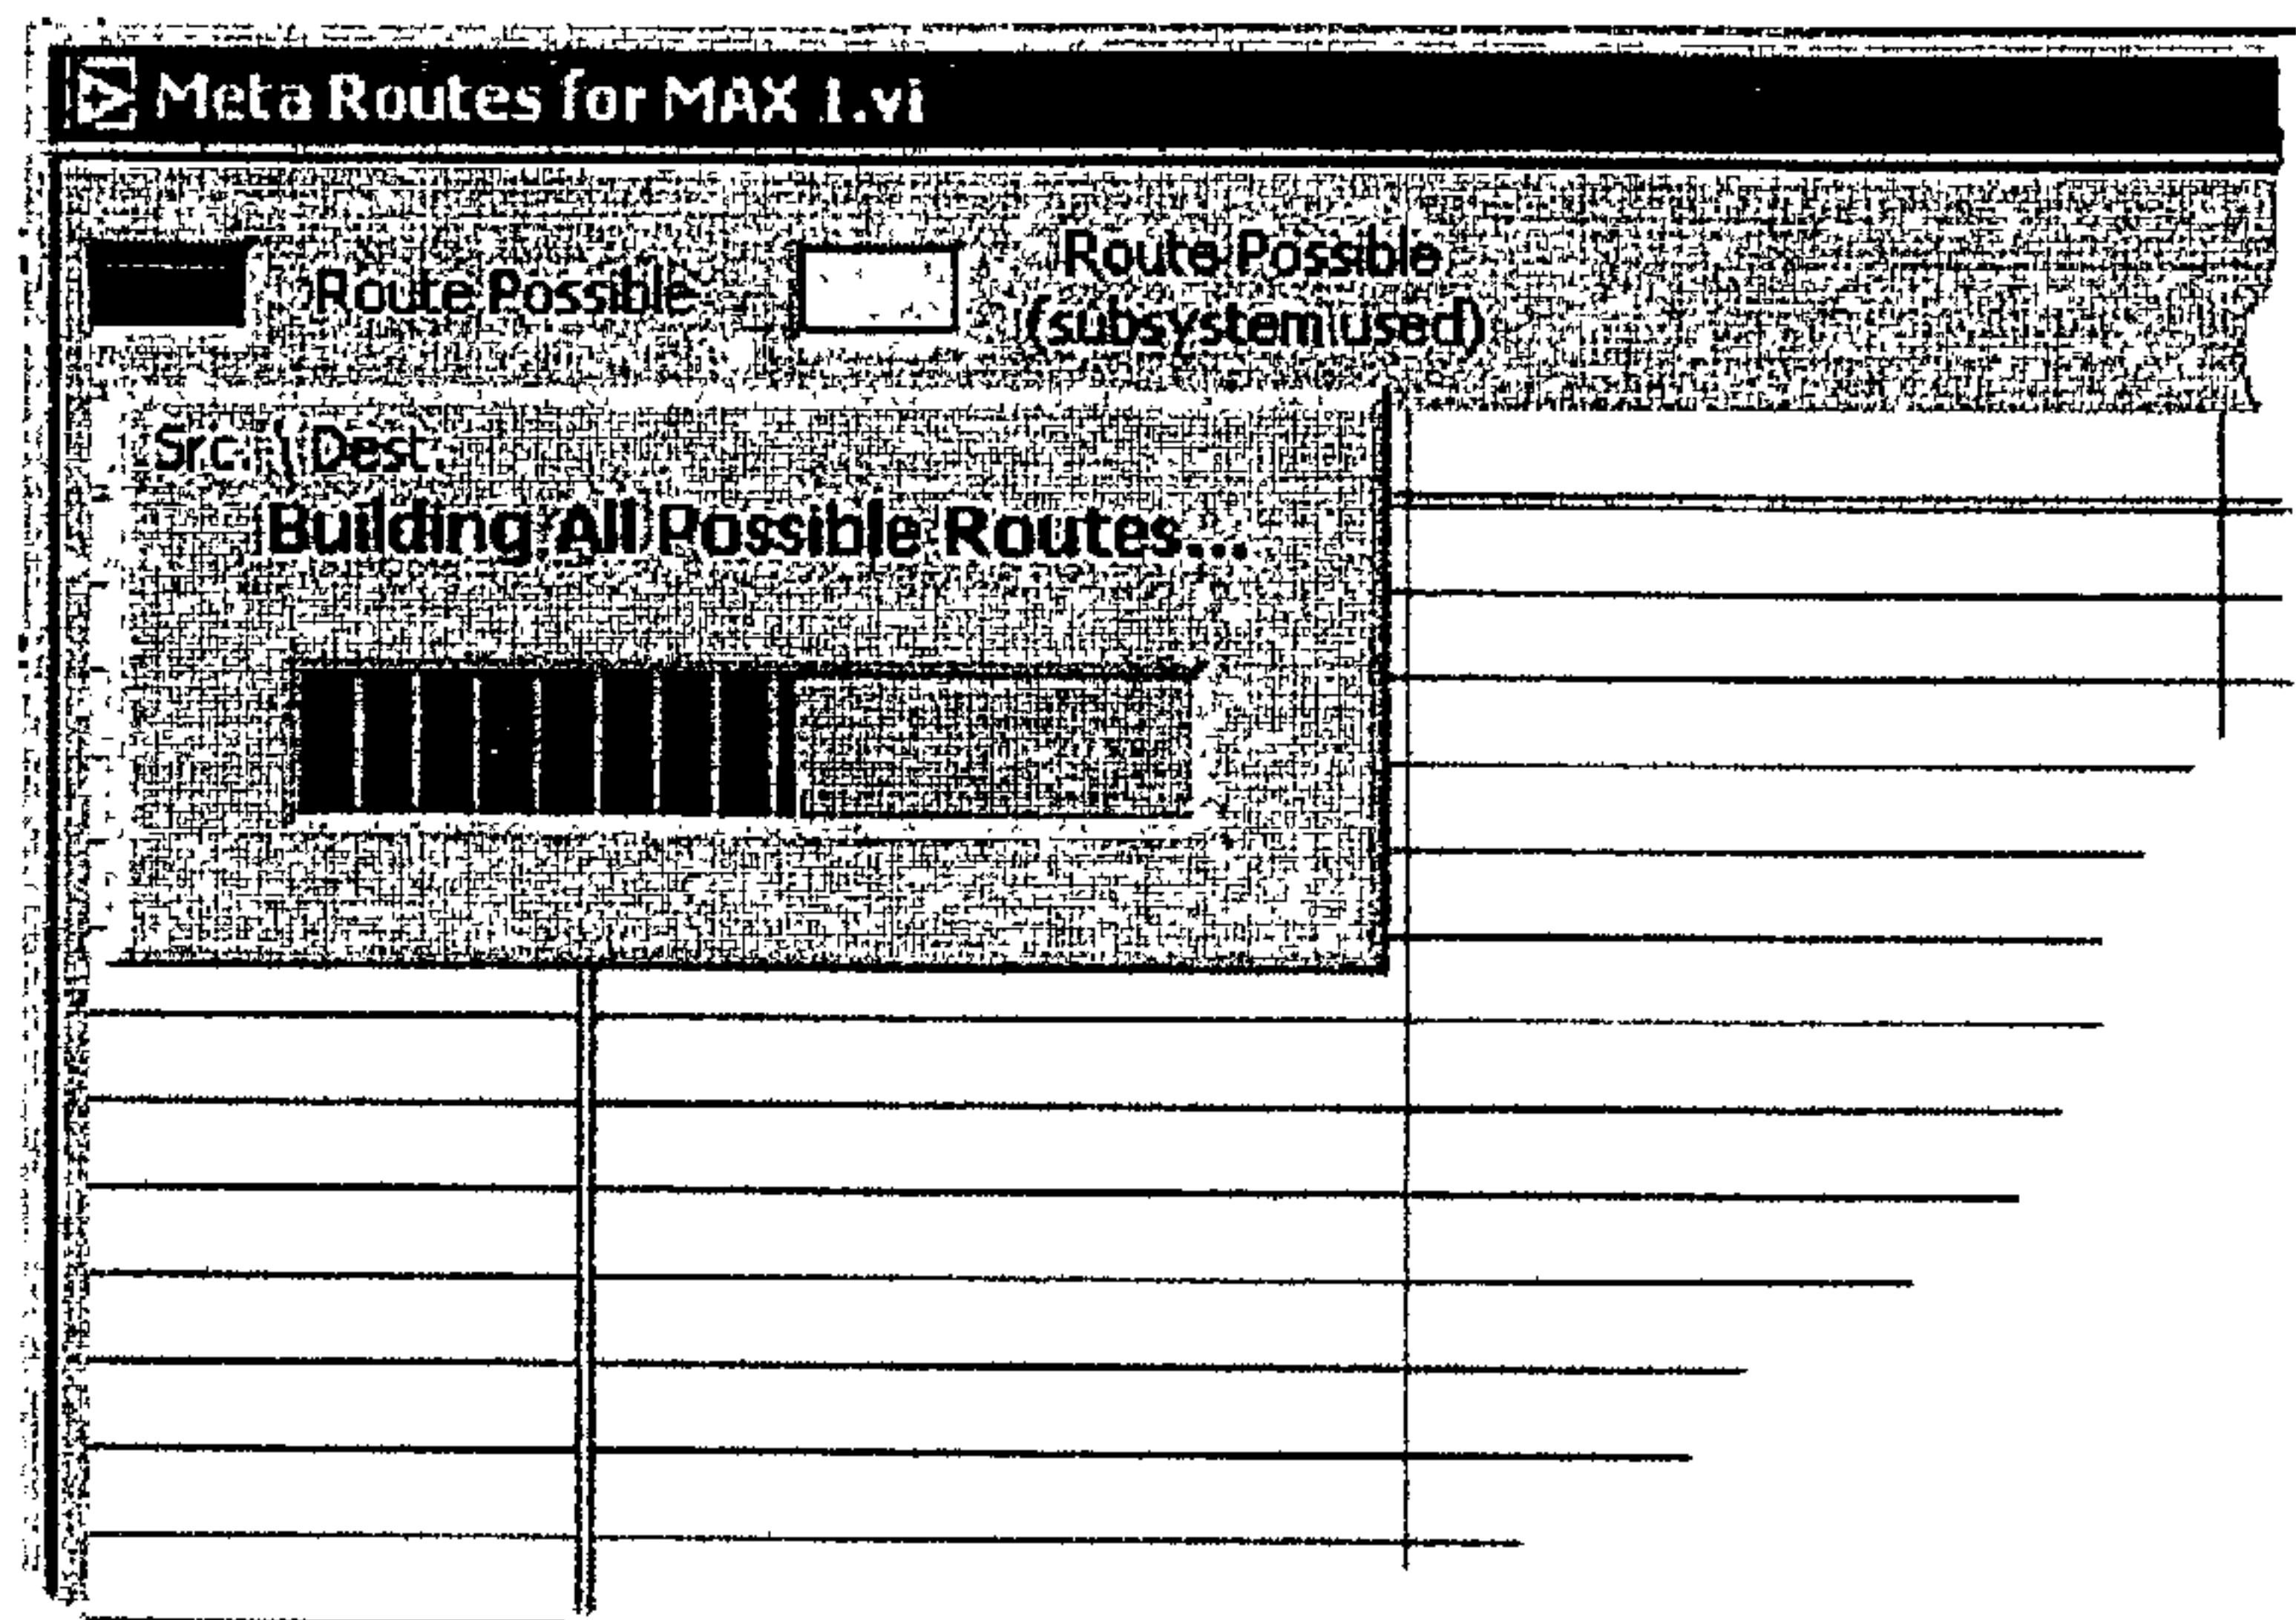 Meta Routes for MAX 1.vi
Route Possible
Route Possible
(subsystem used)
Src. \ Dest.
Building All Possible Routes...